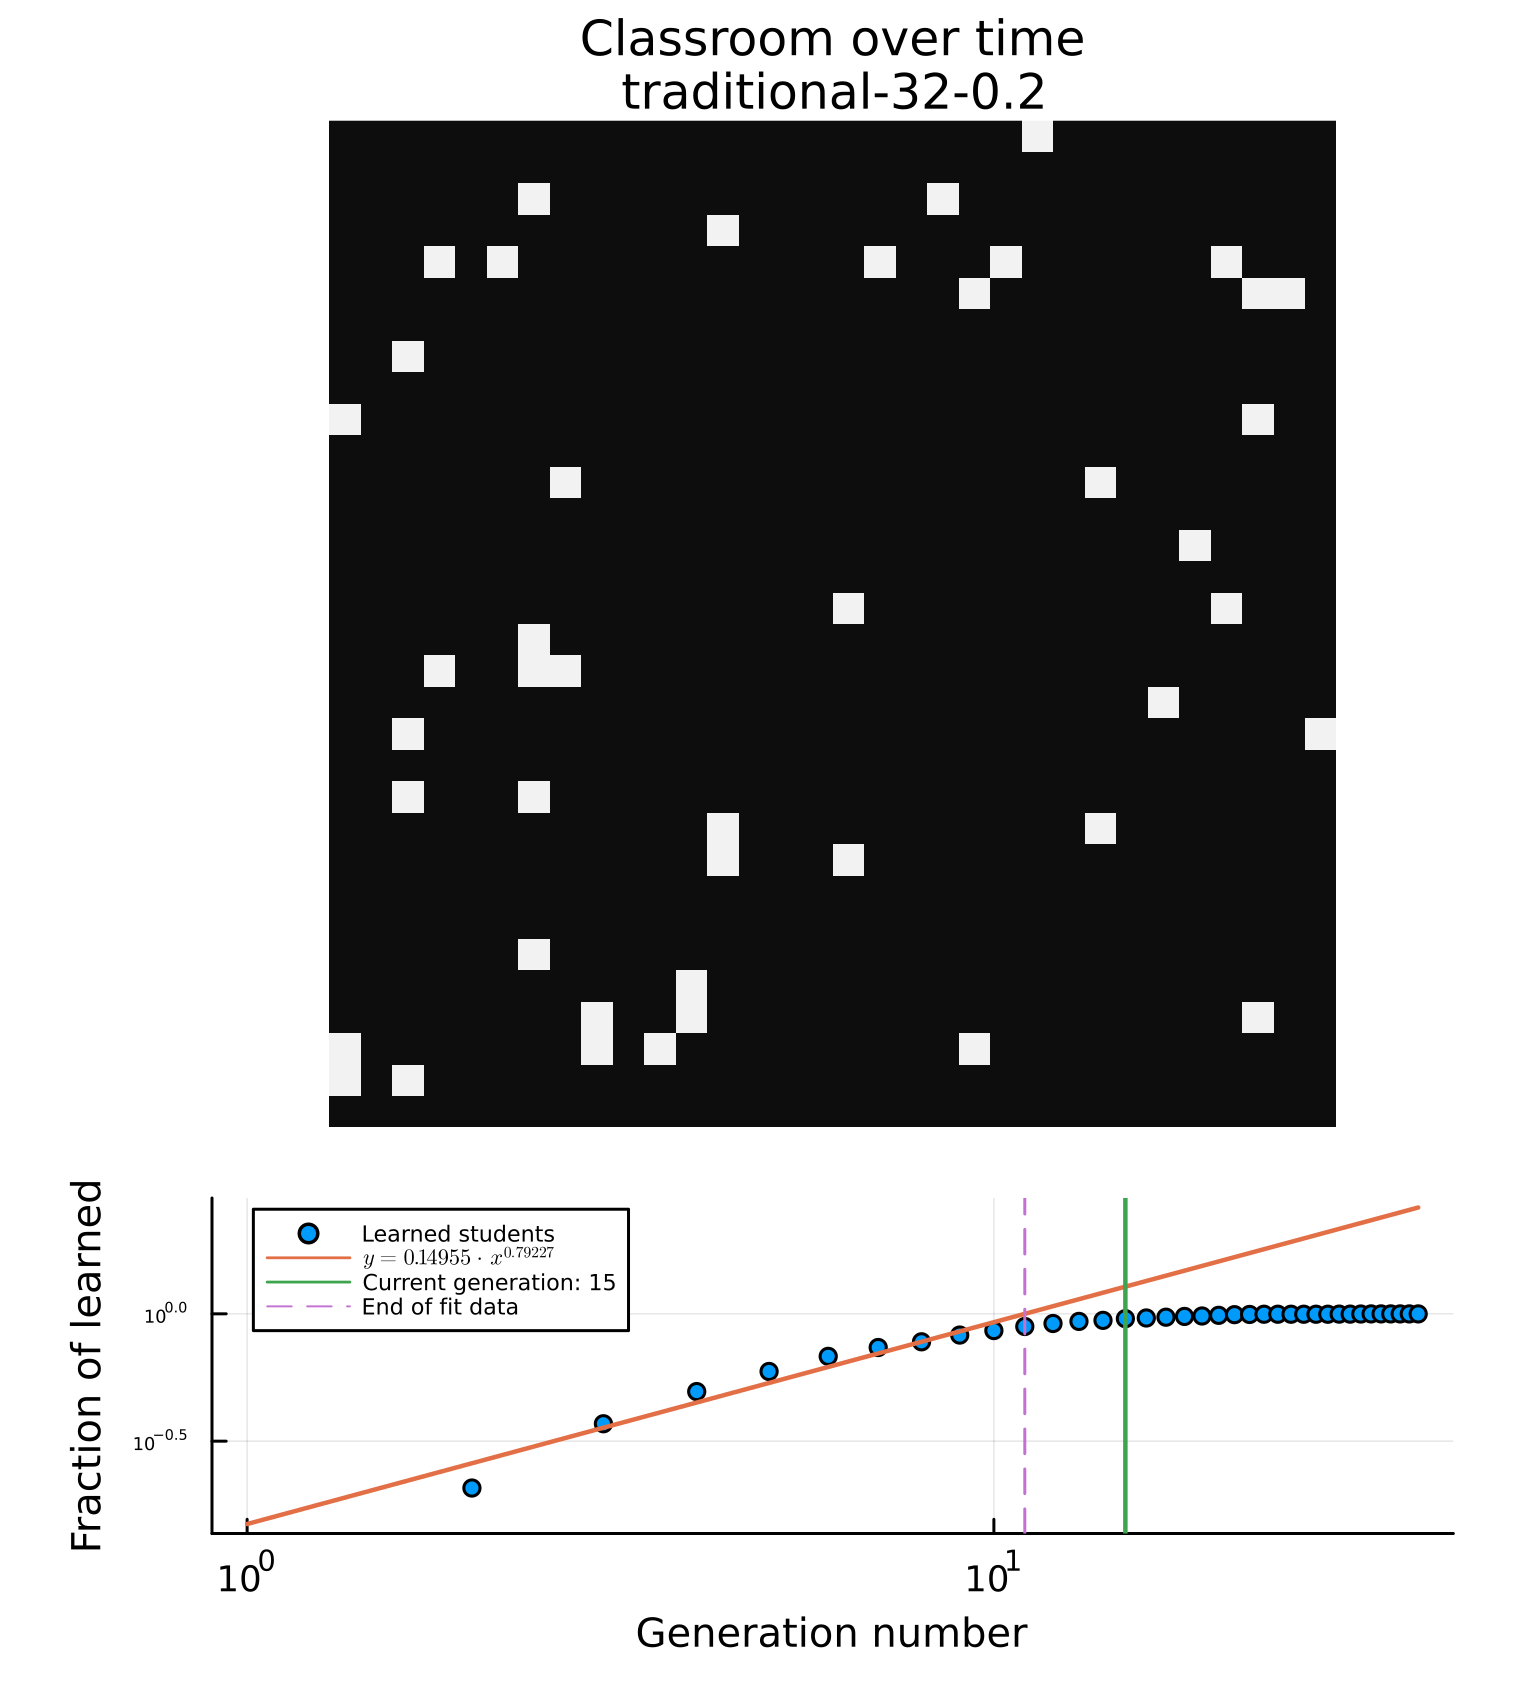 Classroom over time
traditional-32-0.2
Fraction of learned
Learned students
y = 0.14955 · x^0.79227
Current generation: 15
End of fit data
10^0.0
10^−0.5
10^0
10^1
Generation number